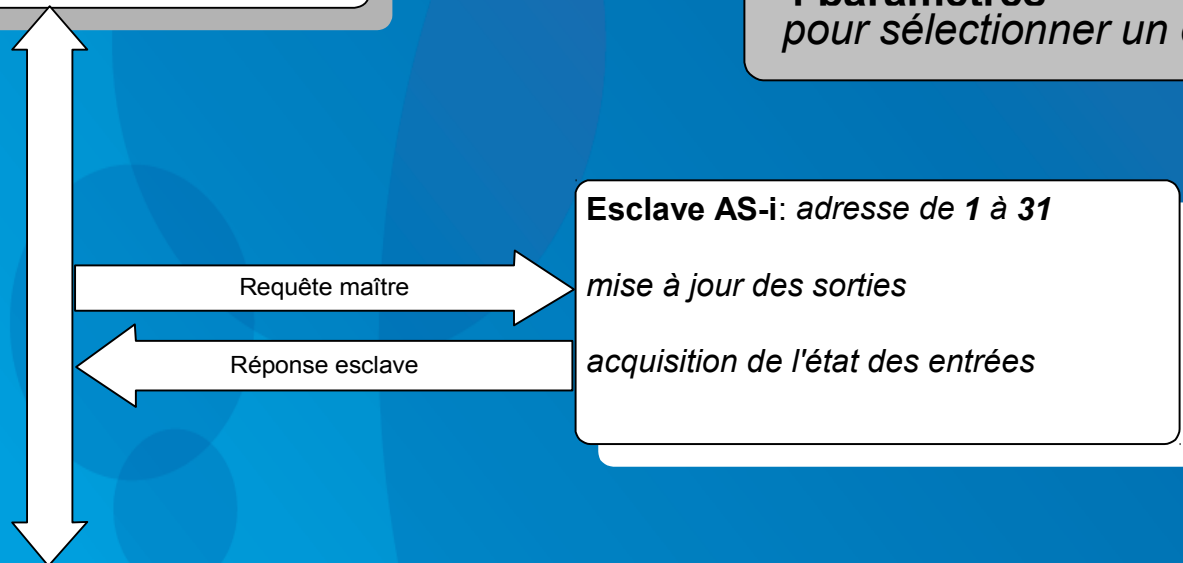 paramètres
pour sélectionner un
Esclave AS-i: adresse de 1 à 31
Requête maître
mise à jour des sorties
Réponse esclave
acquisition de l'état des entrées